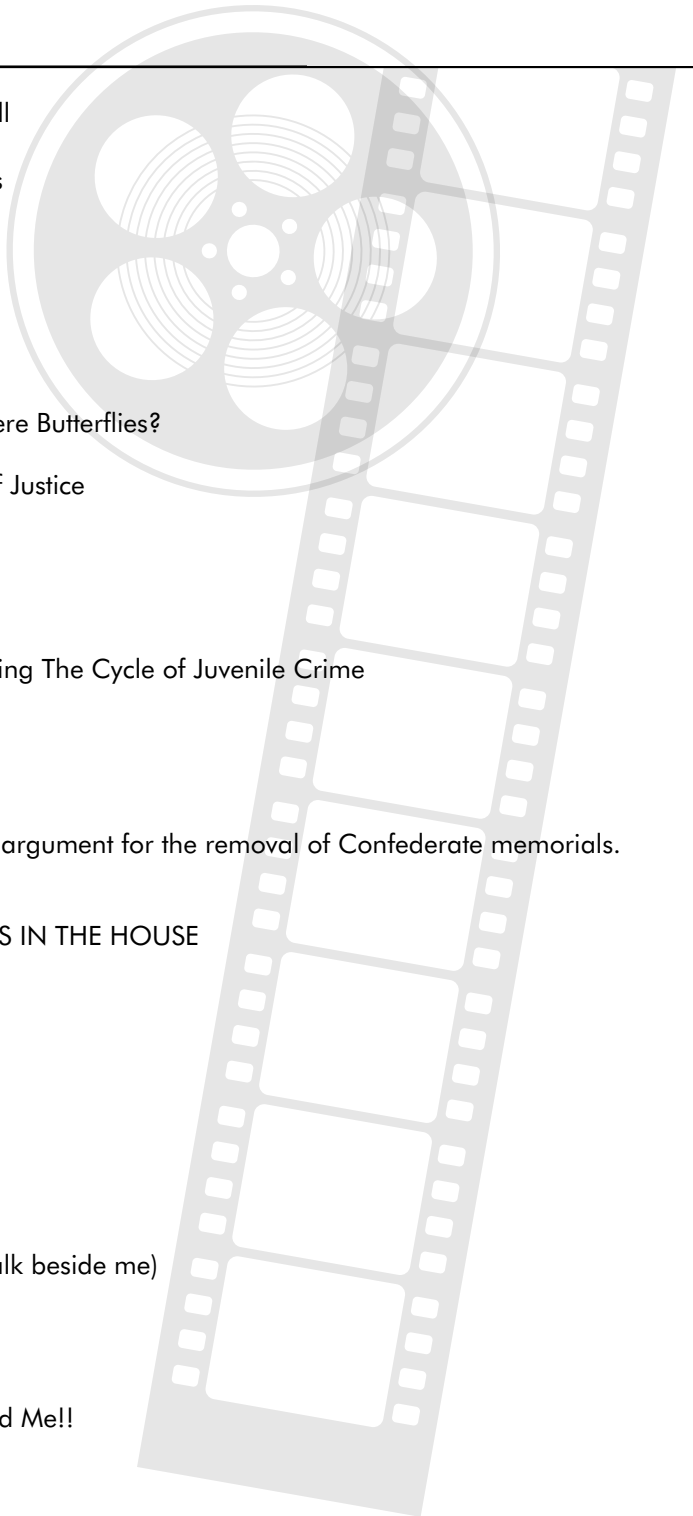 ll
s
ere Butterflies?
f Justice
ing The Cycle of Juvenile Crime
argument for the removal of Confederate memorials.
S IN THE HOUSE
alk beside me)
d Me!!